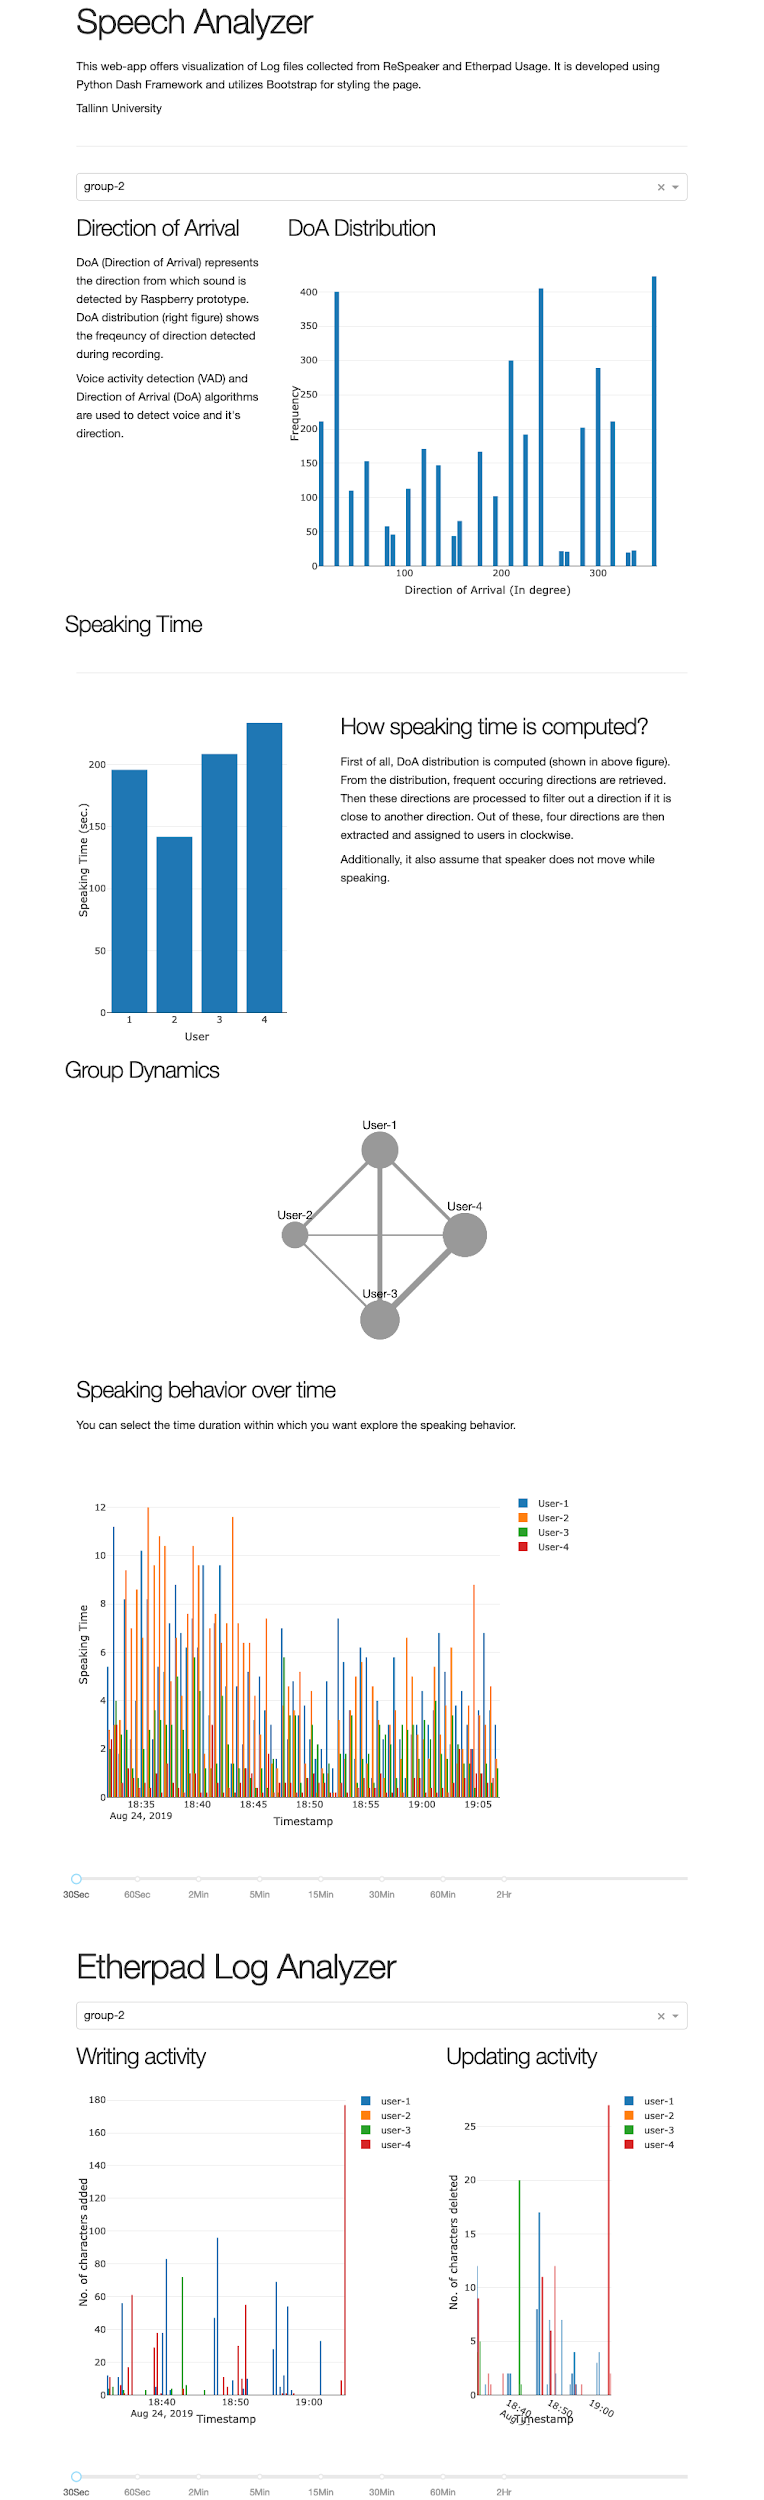 Speech Analyzer
This web-app offers visualization of Log files collected from ReSpeaker and Etherpad Usage. It is developed using
Python Dash Framework and utilizes Bootstrap for styling the page.
Tallinn University
group-2
Direction of Arrival
DoA (Direction of Arrival) represents
the direction from which sound is
detected by Raspberry prototype.
DoA distribution (right figure) shows
the freqeuncy of direction detected
during recording.
Voice activity detection (VAD) and
Direction of Arrival (DoA) algorithms
are used to detect voice and it's
direction.
DoA Distribution
400
350
300
250
200
150
100
50
0
Frequency
100 200 300
Direction of Arrival (In degree)
Speaking Time
200
150
100
50
0
Speaking Time (sec.)
1 2 3 4
User
How speaking time is computed?
First of all, DoA distribution is computed (shown in above figure).
From the distribution, frequent occuring directions are retrieved.
Then these directions are processed to filter out a direction if it is
close to another direction. Out of these, four directions are then
extracted and assigned to users in clockwise.
Additionally, it also assume that speaker does not move while
speaking.
Group Dynamics
User-1
User-4
User-2
User-3
Speaking behavior over time
You can select the time duration within which you want explore the speaking behavior.
12
10
8
6
4
2
0
Speaking Time
18:35 18:40 18:45 18:50 18:55 19:00 19:05
Aug 24, 2019
Timestamp
User-1
User-2
User-3
User-4
30Sec 60Sec 2Min 5Min 15Min 30Min 60Min 2Hr
Etherpad Log Analyzer
group-2
Writing activity
180
160
140
120
100
80
60
40
20
0
No. of characters added
18:40 18:50 19:00
Aug 24, 2019
Timestamp
user-1
user-2
user-3
user-4
Updating activity
25
20
15
10
5
0
No. of characters deleted
18:40 18:50 19:00
Timestamp
user-1
user-2
user-3
user-4
30Sec 60Sec 2Min 5Min 15Min 30Min 60Min 2Hr